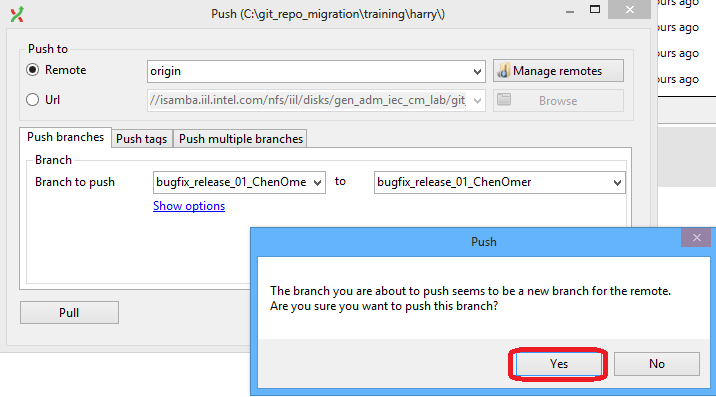 Push (C:\git_repo_migration\training\harry\)
ours ago
ours ago
ours ago
ours ago
Push to
Remote
origin
Manage remotes
Url
//isamba.iil.intel.com/nfs/iil/disks/gen_adm_iec_cm_lab/git_
Browse
Push branches Push tags Push multiple branches
Branch
Branch to push bugfix_release_01_ChenOme to bugfix_release_01_ChenOmer
Show options
Pull
Push
The branch you are about to push seems to be a new branch for the remote.
Are you sure you want to push this branch?
Yes No